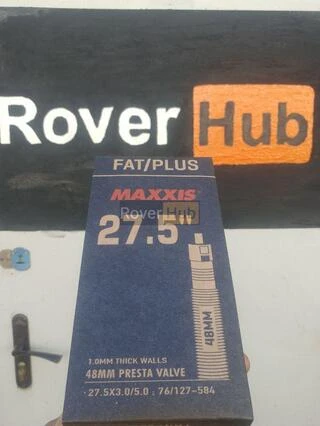 Rover Hub
FAT/PLUS
MAXXIS
Rover Hub
27.5"
48MM
1.0MM THICK WALLS
48MM PRESTA VALVE
27.5X3.0/5.0 ; 76/127-584